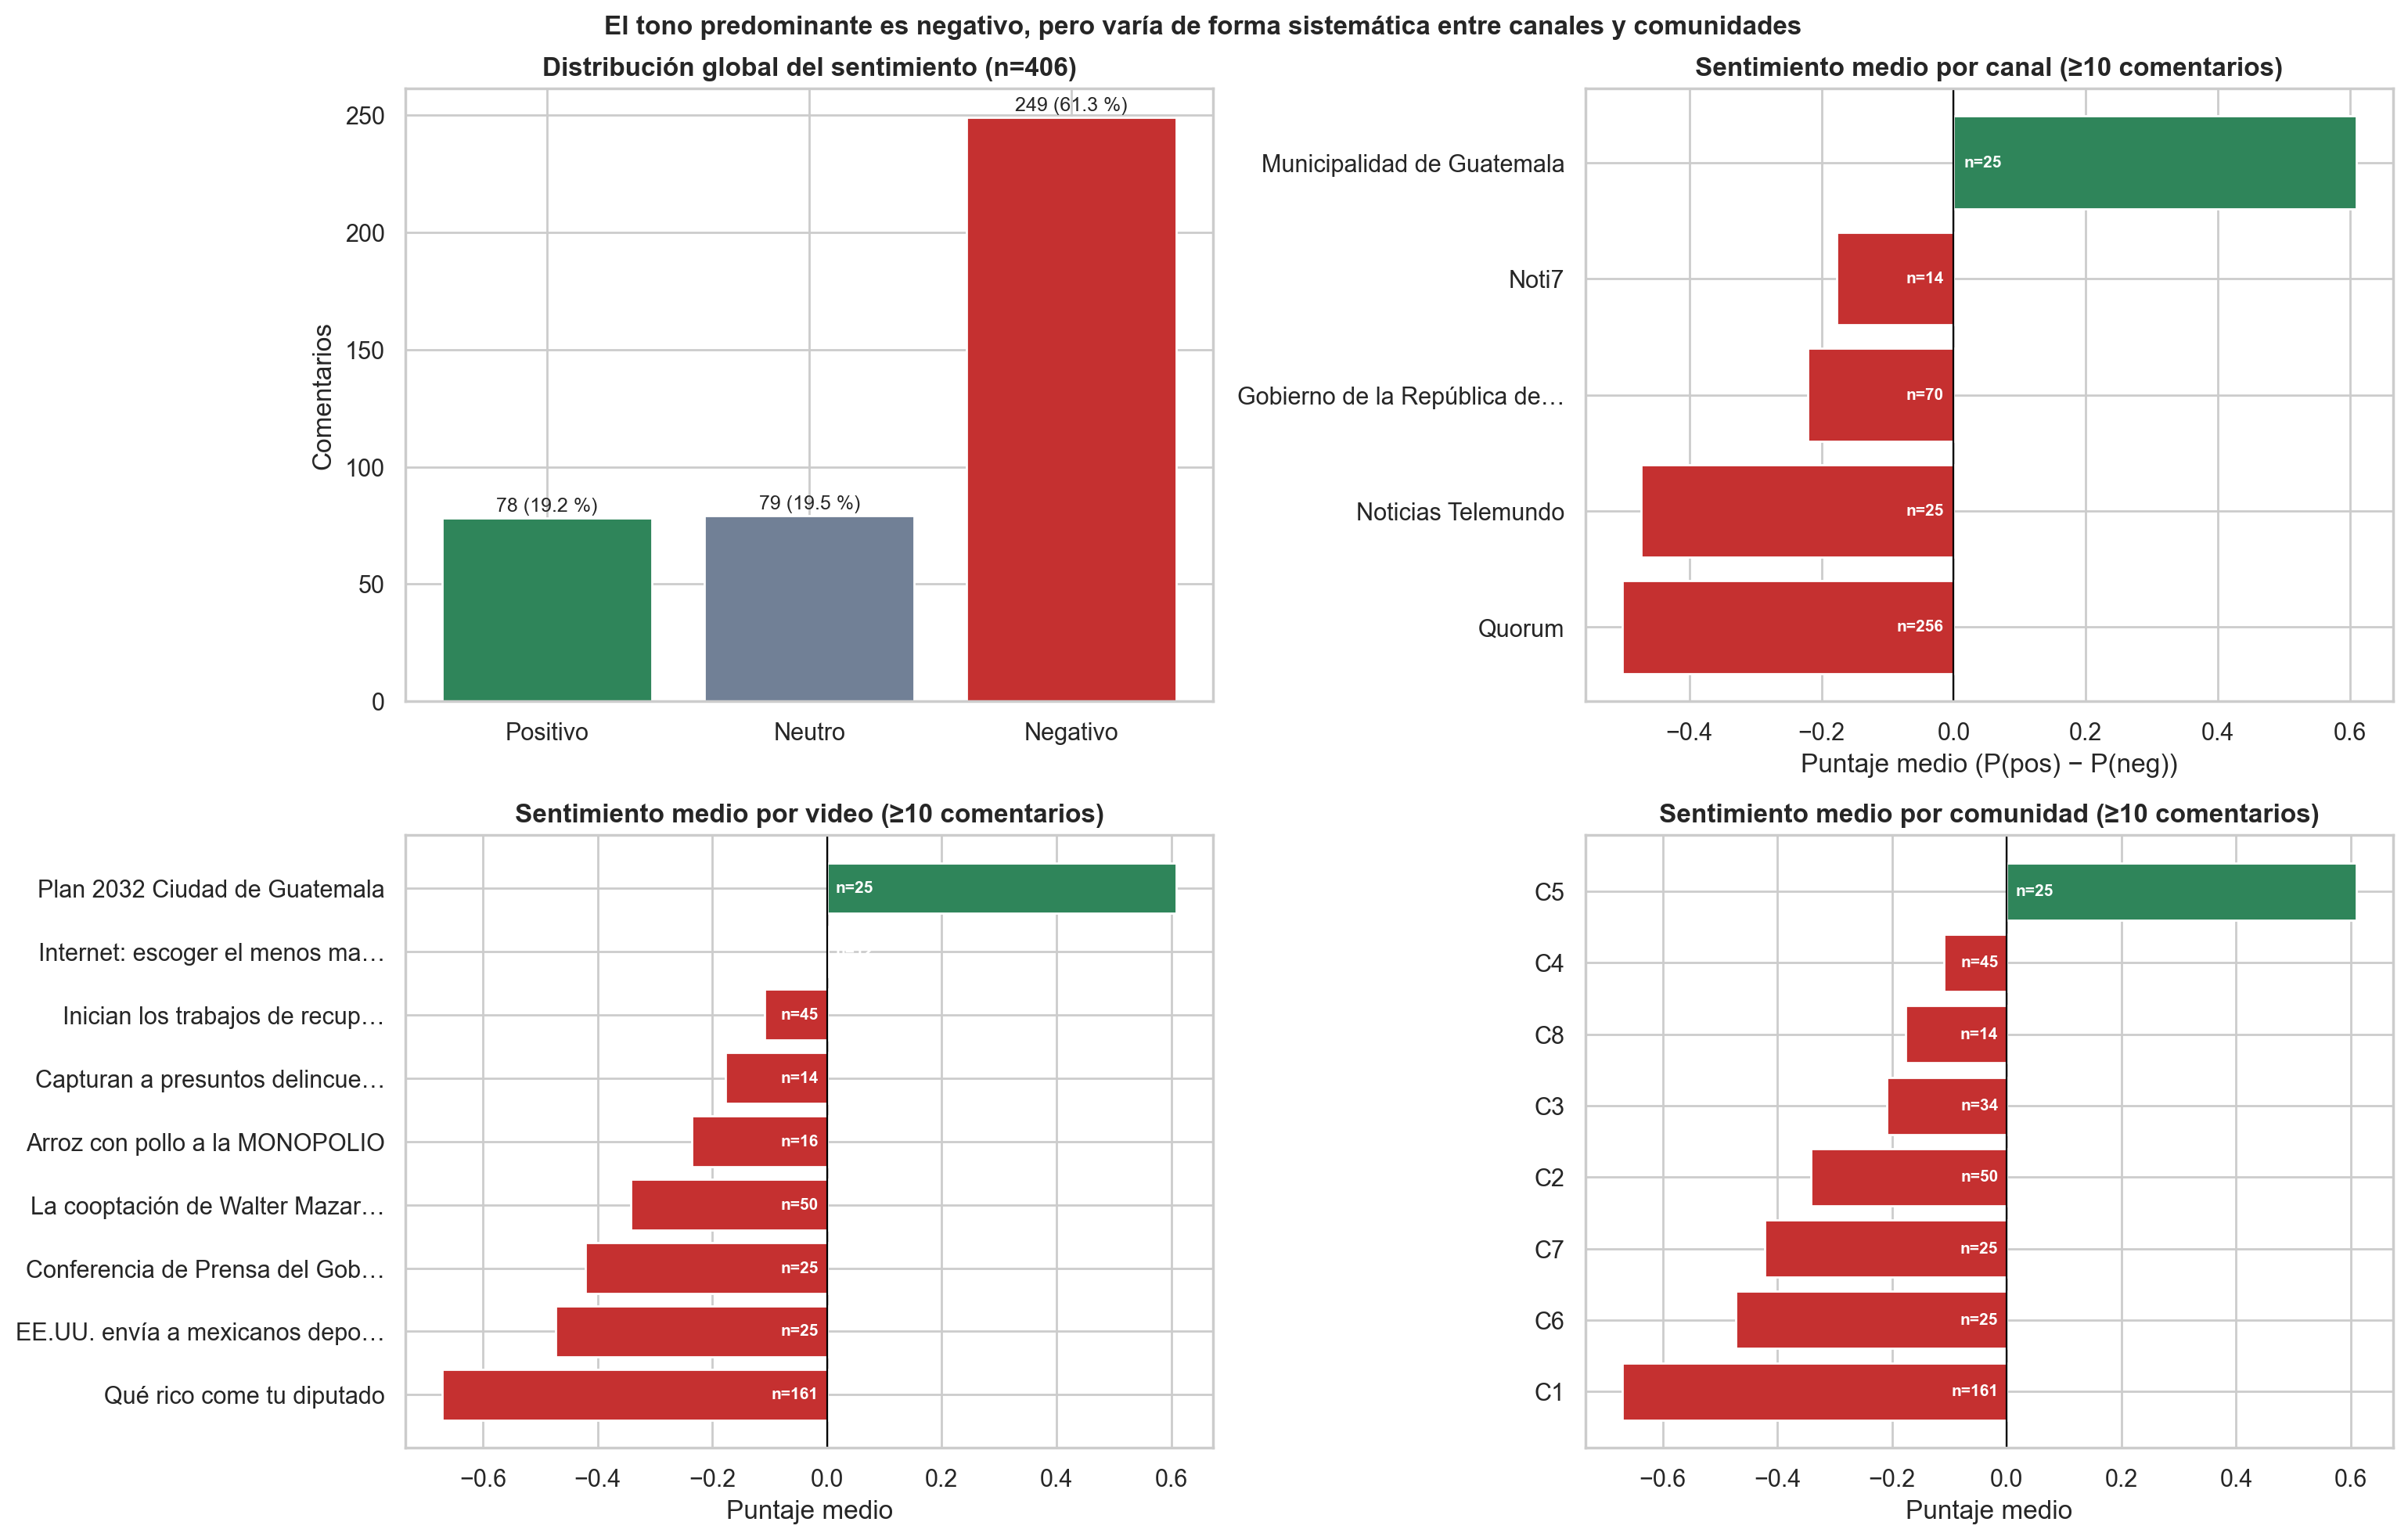 El tono predominante es negativo, pero varía de forma sistemática entre canales y comunidades
Distribución global del sentimiento (n=406)
Comentarios
250
200
150
100
50
0
78 (19.2 %)
79 (19.5 %)
249 (61.3 %)
Positivo
Neutro
Negativo
Sentimiento medio por canal (≥10 comentarios)
Municipalidad de Guatemala
n=25
Noti7
n=14
Gobierno de la República de…
n=70
Noticias Telemundo
n=25
Quorum
n=256
−0.4
−0.2
0.0
0.2
0.4
0.6
Puntaje medio (P(pos) − P(neg))
Sentimiento medio por video (≥10 comentarios)
Plan 2032 Ciudad de Guatemala
n=25
Internet: escoger el menos ma…
Inician los trabajos de recup…
n=45
Capturan a presuntos delincue…
n=14
Arroz con pollo a la MONOPOLIO
n=16
La cooptación de Walter Mazar…
n=50
Conferencia de Prensa del Gob…
n=25
EE.UU. envía a mexicanos depo…
n=25
Qué rico come tu diputado
n=161
−0.6
−0.4
−0.2
0.0
0.2
0.4
0.6
Puntaje medio
Sentimiento medio por comunidad (≥10 comentarios)
C5
n=25
C4
n=45
C8
n=14
C3
n=34
C2
n=50
C7
n=25
C6
n=25
C1
n=161
−0.6
−0.4
−0.2
0.0
0.2
0.4
0.6
Puntaje medio